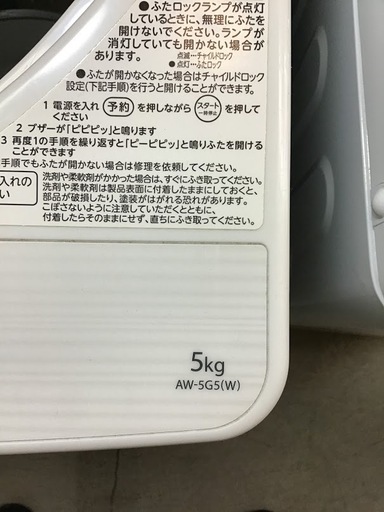 ●ふたロックランプが点灯
しているときに、無理にふたを
開けないでください。ランプが
消灯していても開かない場合が
あります。 点滅…チャイルドロック
点灯…ふたロック
●ふたが開かなくなった場合はチャイルドロック
設定(下記手順)を行うと開けることができます。
1 電源を入れ 予約 を押しながら スタート 一時停止 を押して
ください
2 ブザーが「ピピピッ」と鳴ります
3 再度1の手順を繰り返すと「ピーピピッ」と鳴りふたを開ける
ことができます
手順でもふたが開かない場合は修理を依頼してください。
洗剤や柔軟剤がかかった場合は、すぐにふき取ってください。
洗剤や柔軟剤は製品表面に付着したままにしておくと、
部品が破損したり、塗装がはがれる恐れがあります。
こぼさないように注意していただくとともに、
付着したらそのままにせず、直ちにふき取ってください。
入れの
い
5kg
AW-5G5(W)